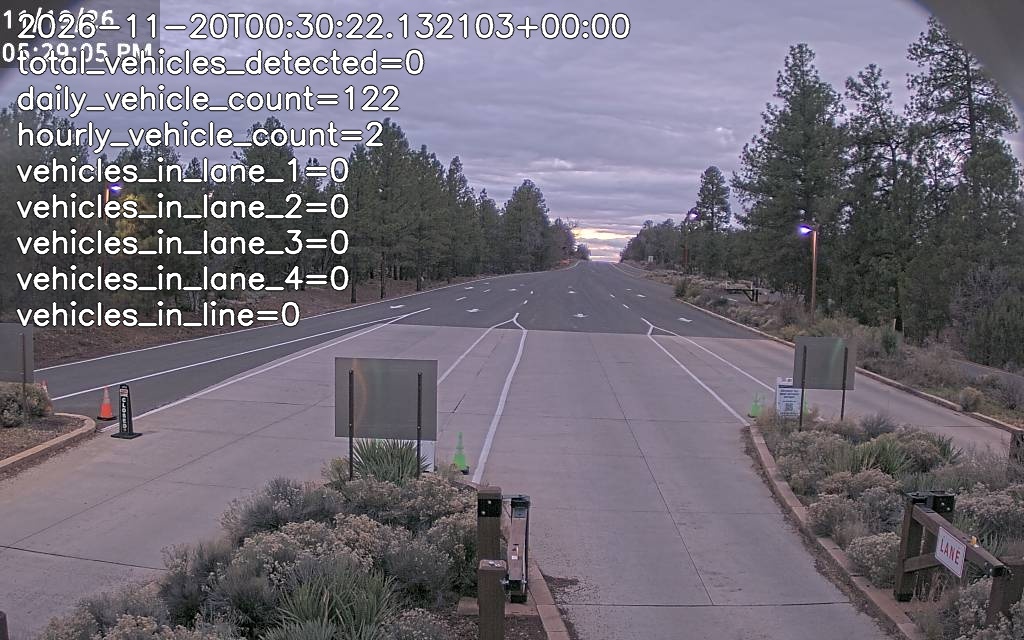 2026-11-20T00:30:22.132103+00:00
total_vehicles_detected=0
daily_vehicle_count=122
hourly_vehicle_count=2
vehicles_in_lane_1=0
vehicles_in_lane_2=0
vehicles_in_lane_3=0
vehicles_in_lane_4=0
vehicles_in_line=0
CLOSED
LANE